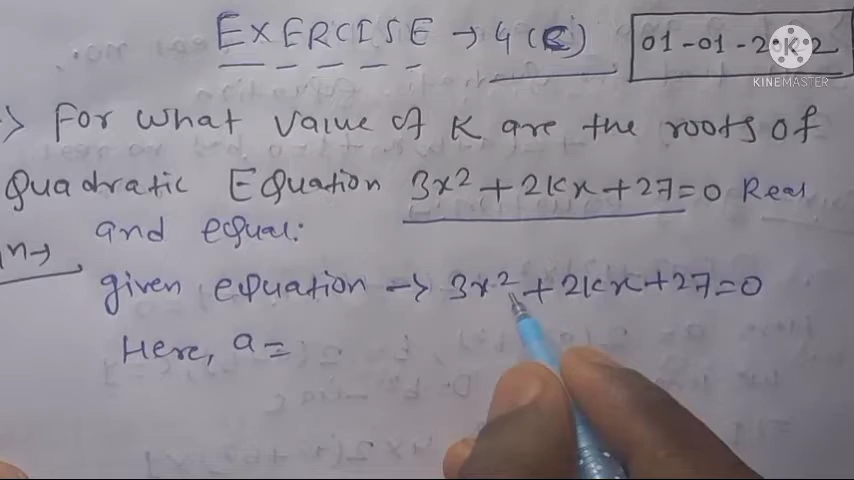 EXERCISE → 4 (C)
01-01-2K2
KINEMASTER
For what value of K are the roots of
Quadratic Equation 3x² + 2kx + 27 = 0 Real
and equal:
given equation → 3x² + 2kx + 27 = 0
Here, a =